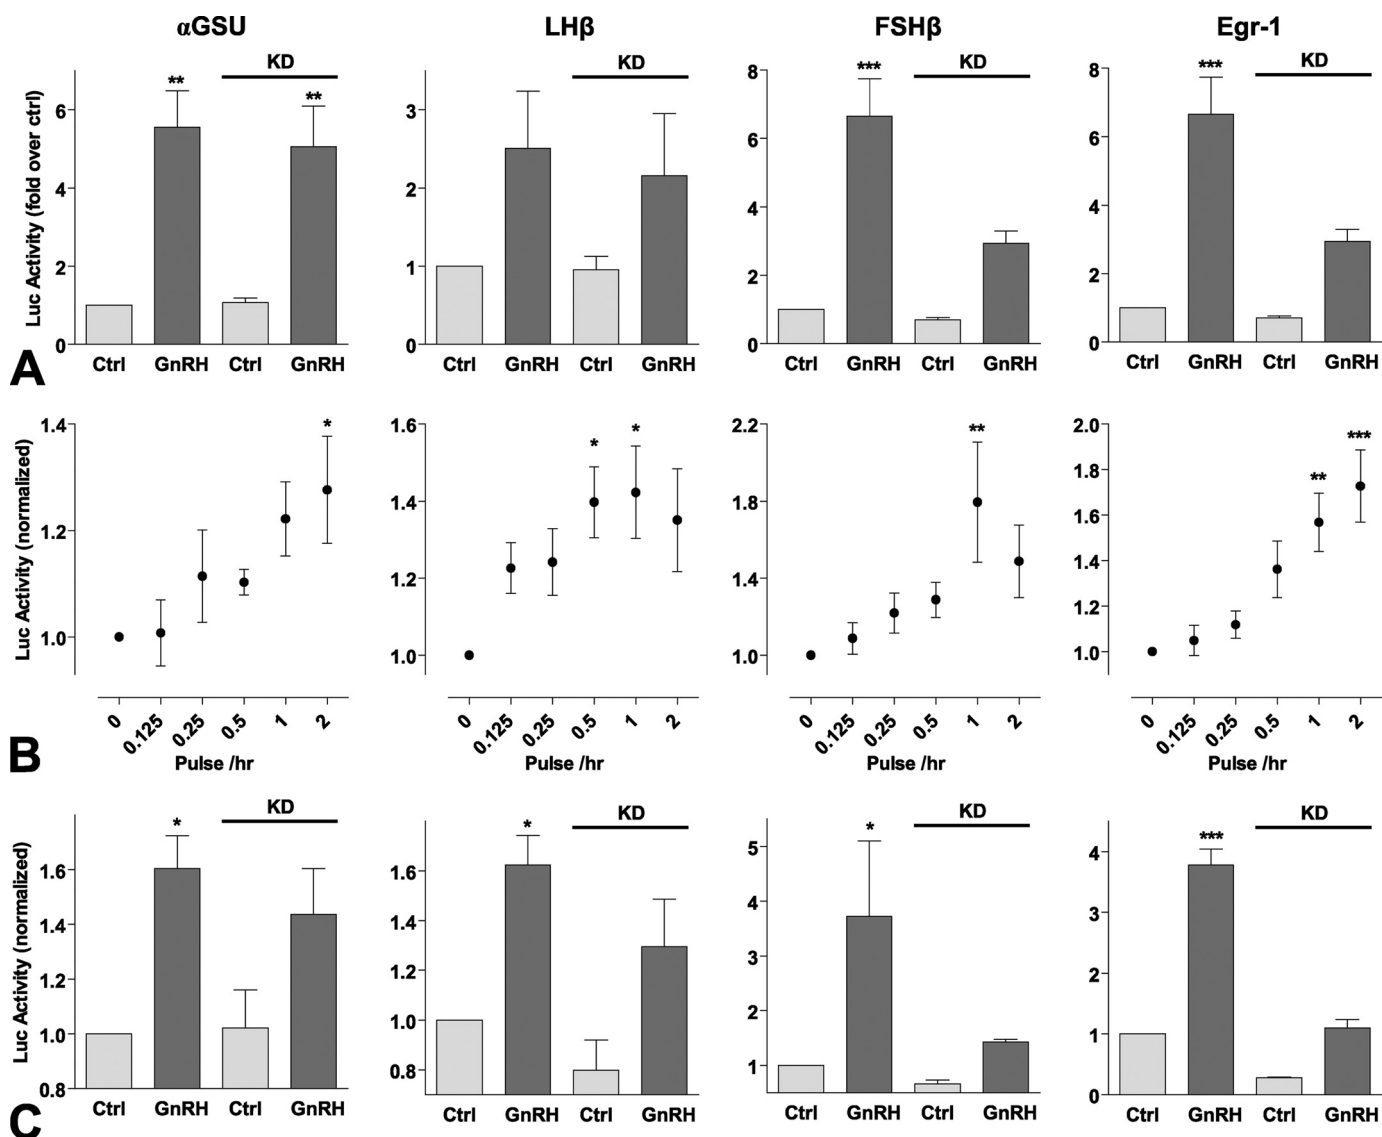 αGSU LHβ FSHβ Egr-1
KD KD KD KD
** ** *** ***
Luc Activity (fold over ctrl)
6 4 2 0
3 2 1 0
8 6 4 2 0
8 6 4 2 0
Ctrl GnRH Ctrl GnRH
Ctrl GnRH Ctrl GnRH
Ctrl GnRH Ctrl GnRH
Ctrl GnRH Ctrl GnRH
A
Luc Activity (normalized)
1.4 1.2 1.0
1.6 1.4 1.2 1.0
2.2 1.8 1.4 1.0
2.0 1.8 1.6 1.4 1.2 1.0
* * * ** ** ***
0 0.125 0.25 0.5 1 2
0 0.125 0.25 0.5 1 2
0 0.125 0.25 0.5 1 2
0 0.125 0.25 0.5 1 2
Pulse /hr Pulse /hr Pulse /hr Pulse /hr
B
KD KD KD KD
* * * ***
Luc Activity (normalized)
1.6 1.4 1.2 1.0 0.8
1.6 1.4 1.2 1.0 0.8
5 4 3 2 1
4 3 2 1 0
Ctrl GnRH Ctrl GnRH
Ctrl GnRH Ctrl GnRH
Ctrl GnRH Ctrl GnRH
Ctrl GnRH Ctrl GnRH
C